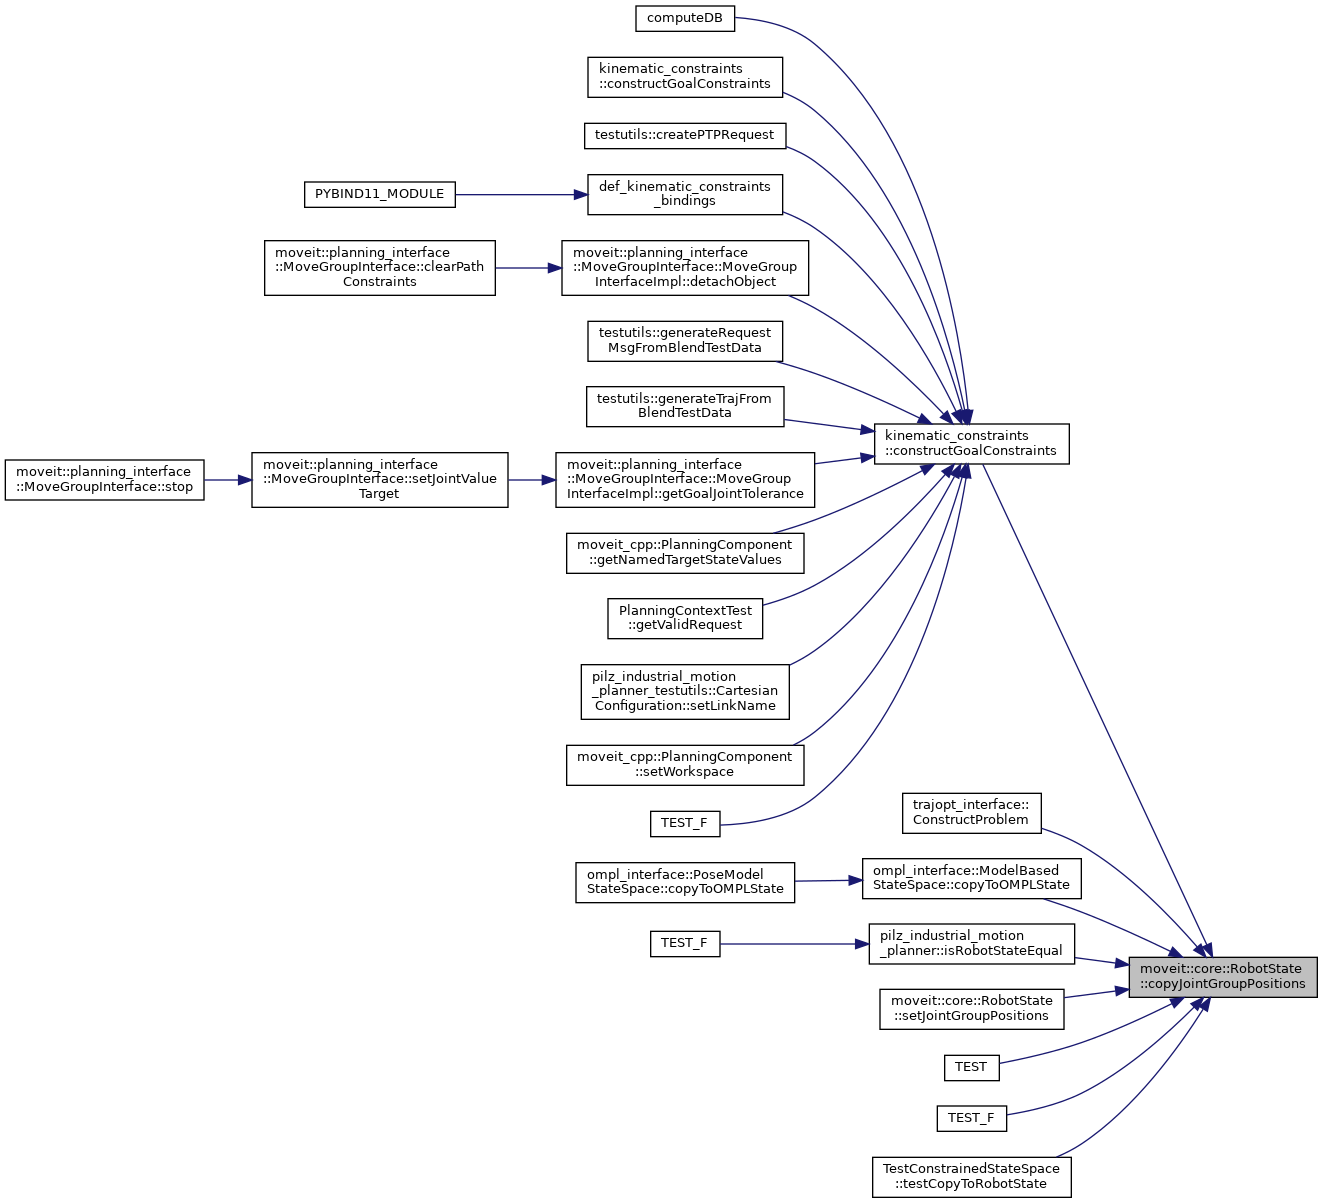 computeDB
kinematic_constraints
::constructGoalConstraints
testutils::createPTPRequest
PYBIND11_MODULE
def_kinematic_constraints
_bindings
moveit::planning_interface
::MoveGroupInterface::clearPath
Constraints
moveit::planning_interface
::MoveGroupInterface::MoveGroup
InterfaceImpl::detachObject
testutils::generateRequest
MsgFromBlendTestData
testutils::generateTrajFrom
BlendTestData
kinematic_constraints
::constructGoalConstraints
moveit::planning_interface
::MoveGroupInterface::stop
moveit::planning_interface
::MoveGroupInterface::setJointValue
Target
moveit::planning_interface
::MoveGroupInterface::MoveGroup
InterfaceImpl::getGoalJointTolerance
moveit_cpp::PlanningComponent
::getNamedTargetStateValues
PlanningContextTest
::getValidRequest
pilz_industrial_motion
_planner_testutils::Cartesian
Configuration::setLinkName
moveit_cpp::PlanningComponent
::setWorkspace
TEST_F
trajopt_interface::
ConstructProblem
ompl_interface::PoseModel
StateSpace::copyToOMPLState
ompl_interface::ModelBased
StateSpace::copyToOMPLState
TEST_F
pilz_industrial_motion
_planner::isRobotStateEqual
moveit::core::RobotState
::copyJointGroupPositions
moveit::core::RobotState
::setJointGroupPositions
TEST
TEST_F
TestConstrainedStateSpace
::testCopyToRobotState